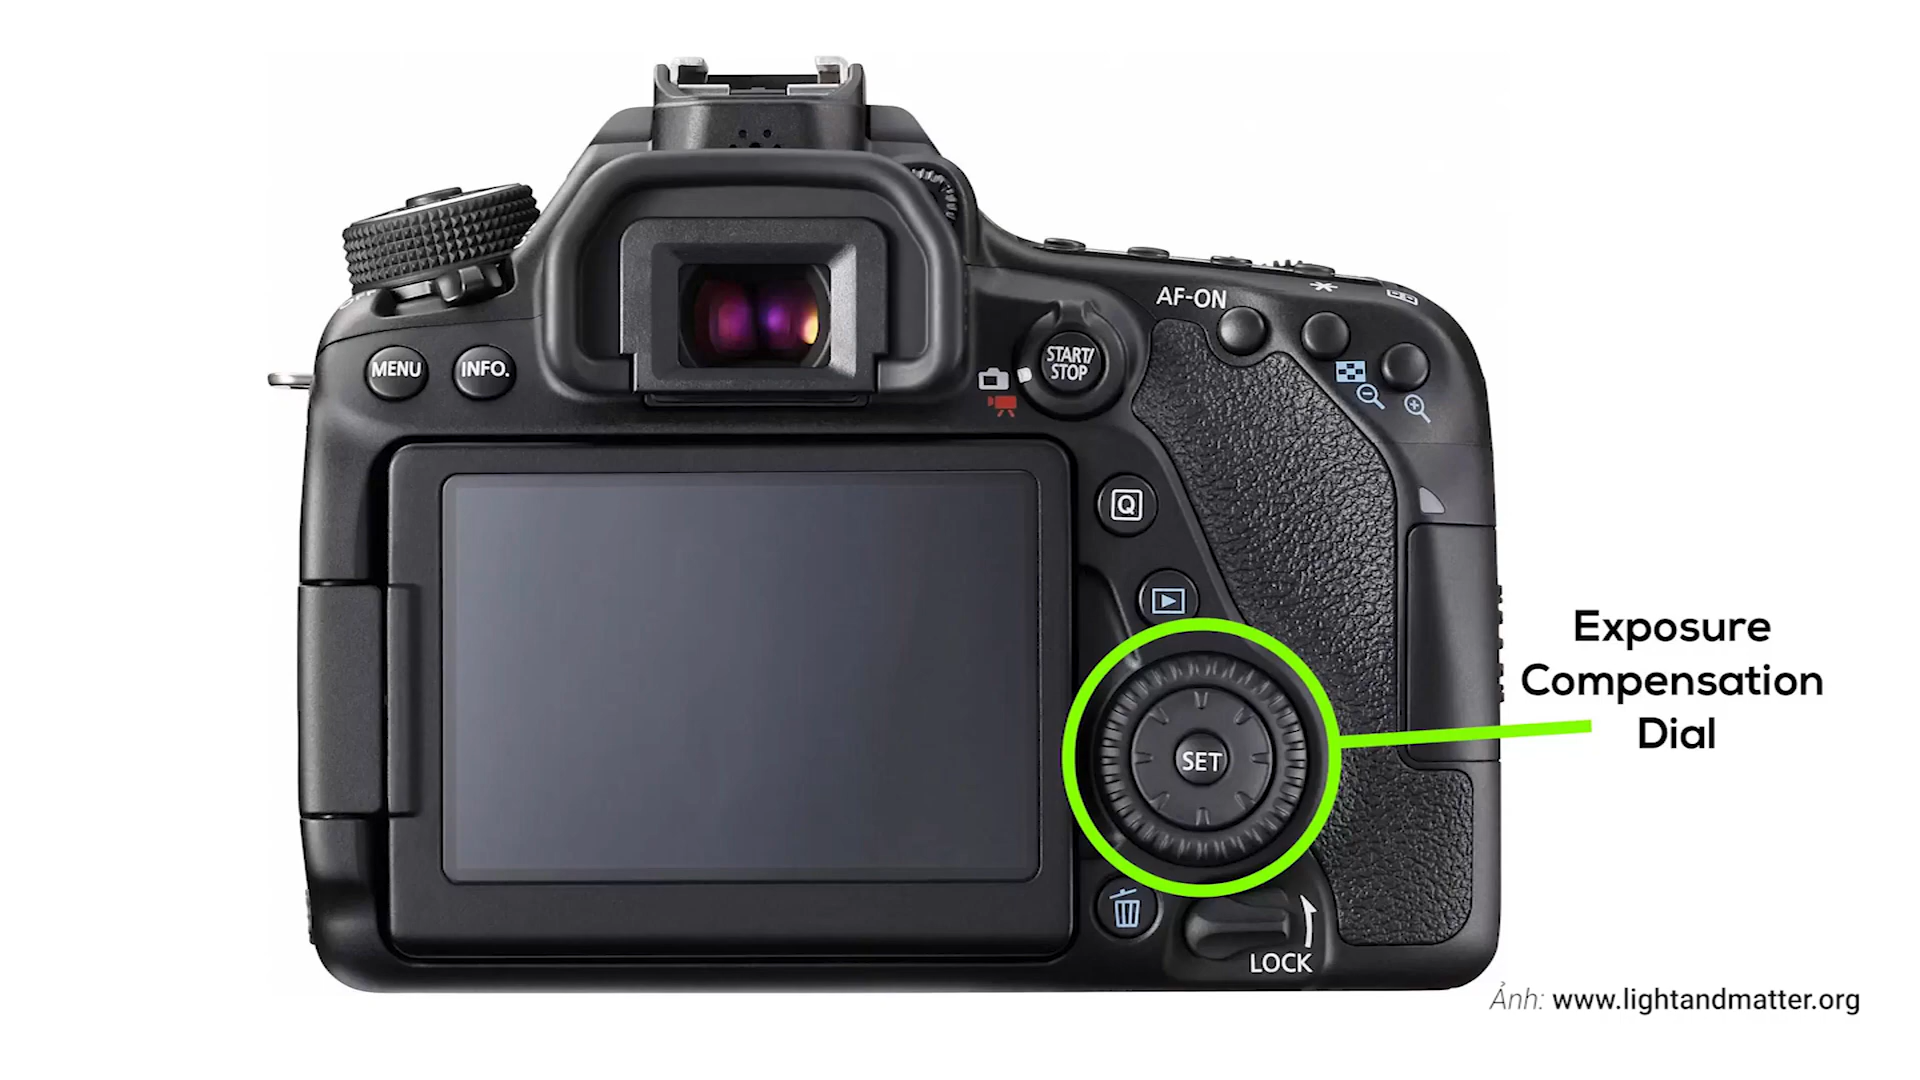 AF-ON
MENU
INFO.
START/
STOP
Q
Exposure
Compensation
Dial
SET
LOCK
Ảnh: www.lightandmatter.org